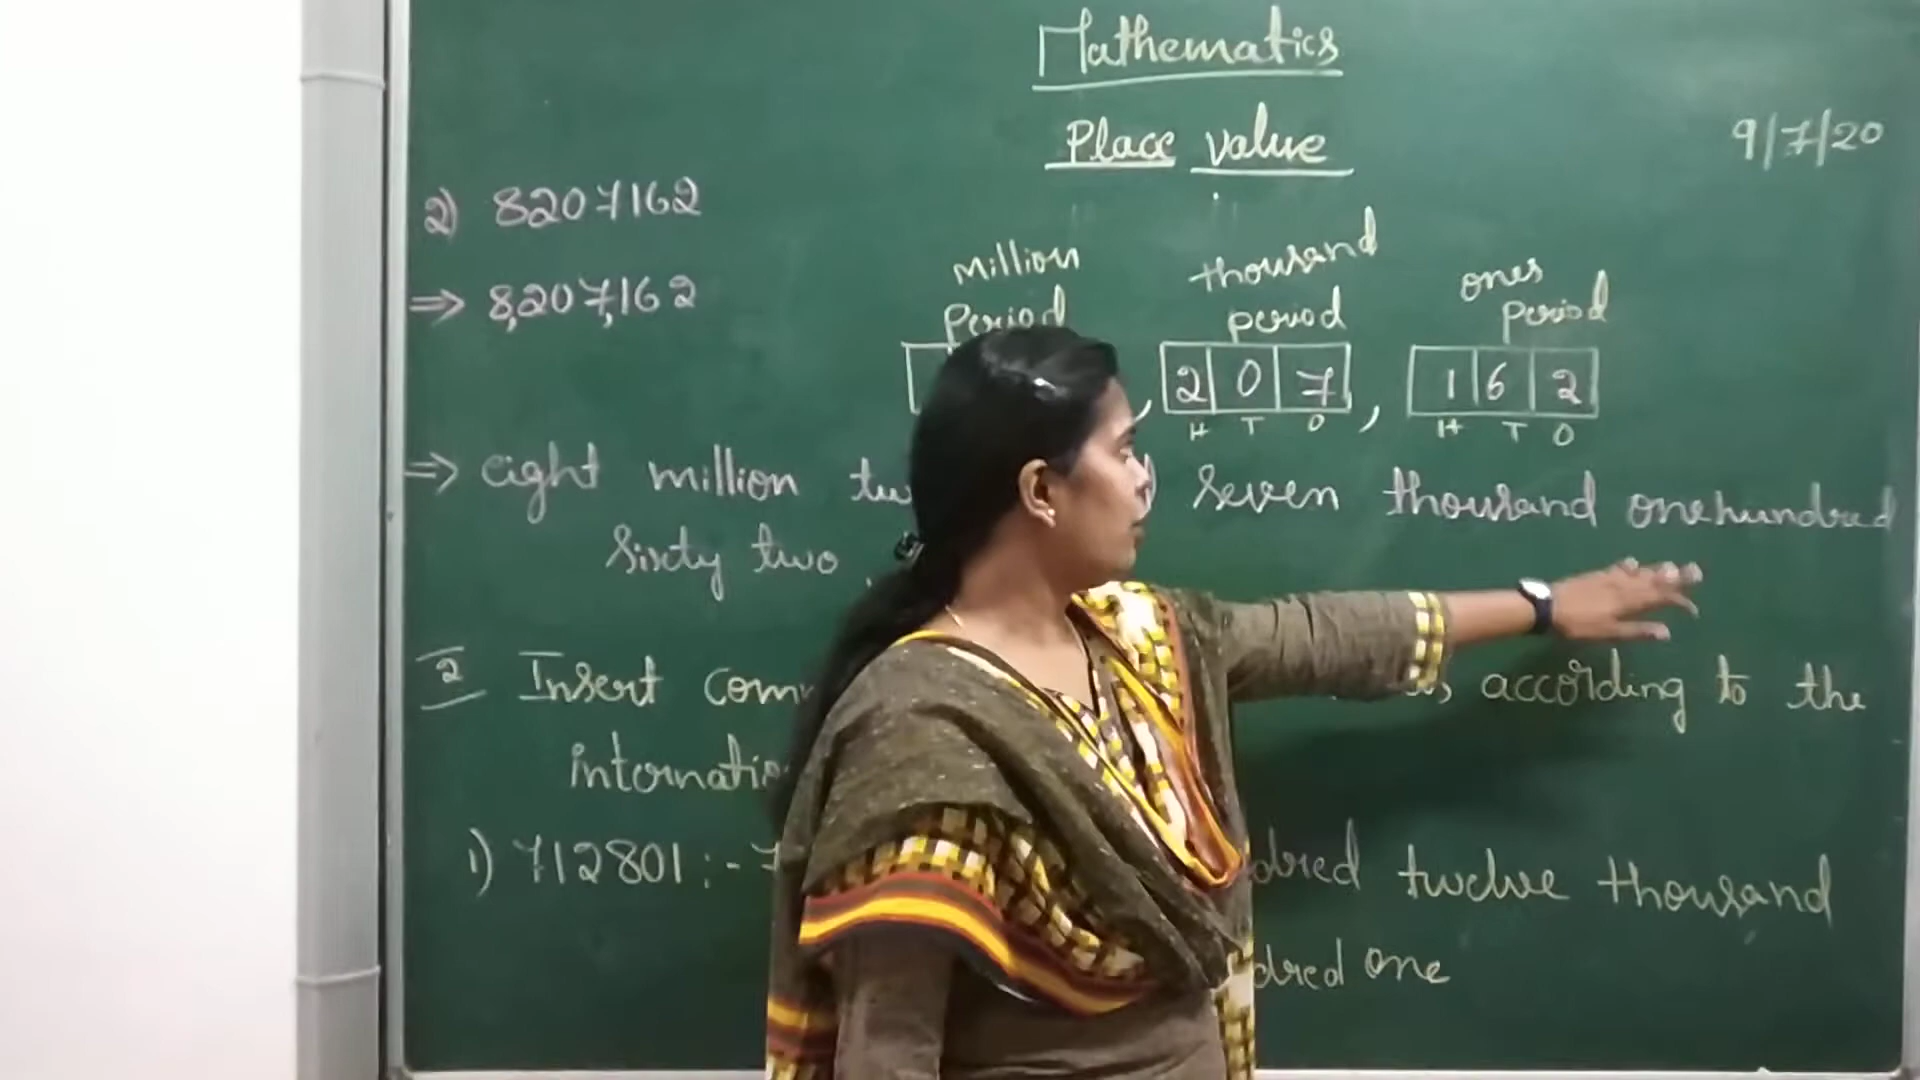 Mathematics
Place value
9/7/20
2) 8207162
⇒ 8,207,162
million period
thousand period
ones period
2 0 7 , 1 6 2
H T O H T O
⇒ eight million seven thousand onehundred
sixty two .
2 Insert according to the
1) 712801 :- 7 twelve thousand
one